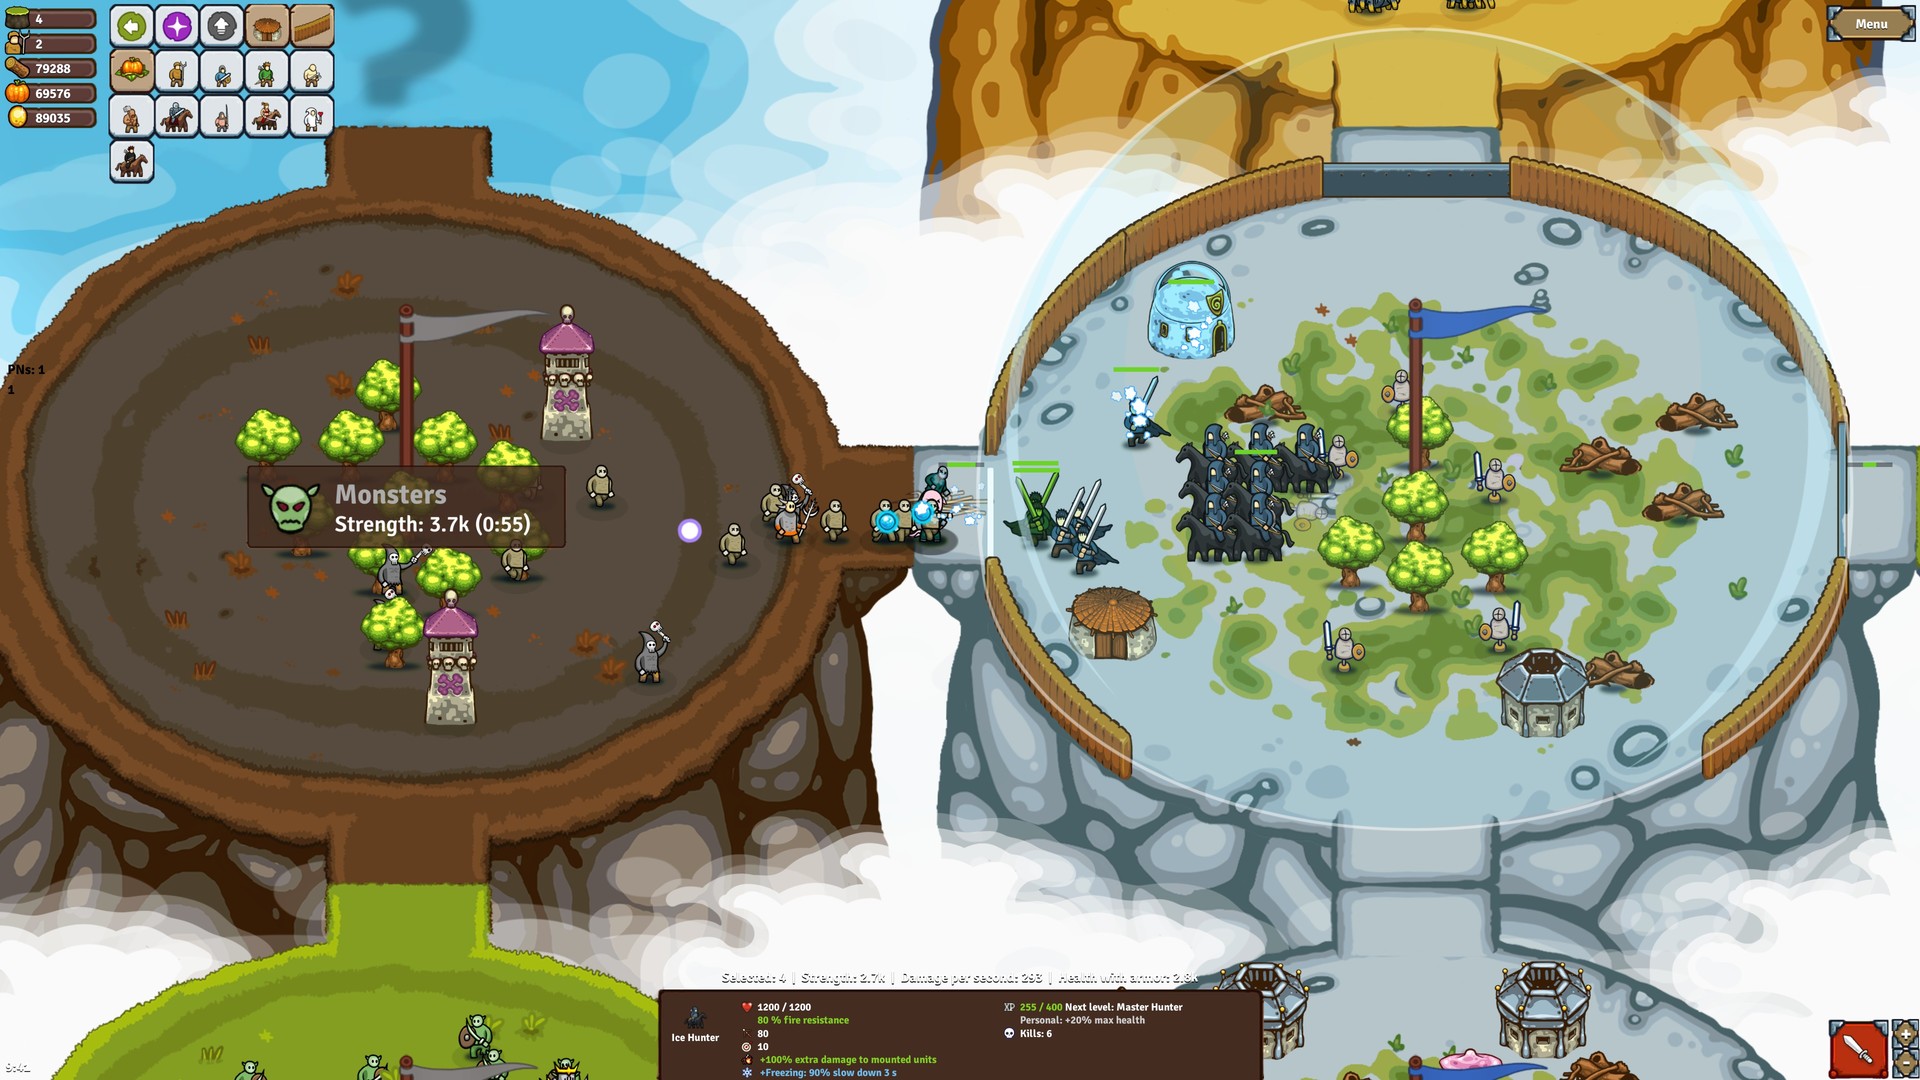 4
2
79288
69576
89035
Menu
PNs: 1
1
Monsters
Strength: 3.7k (0:55)
Selected: 4 | Strength: 2.7k | Damage per second: 293 | Health with armor: 2.8k
Ice Hunter
1200 / 1200
80 % fire resistance
80
10
+100% extra damage to mounted units
+Freezing: 90% slow down 3 s
XP 255 / 400 Next level: Master Hunter
Personal: +20% max health
Kills: 6
9:41